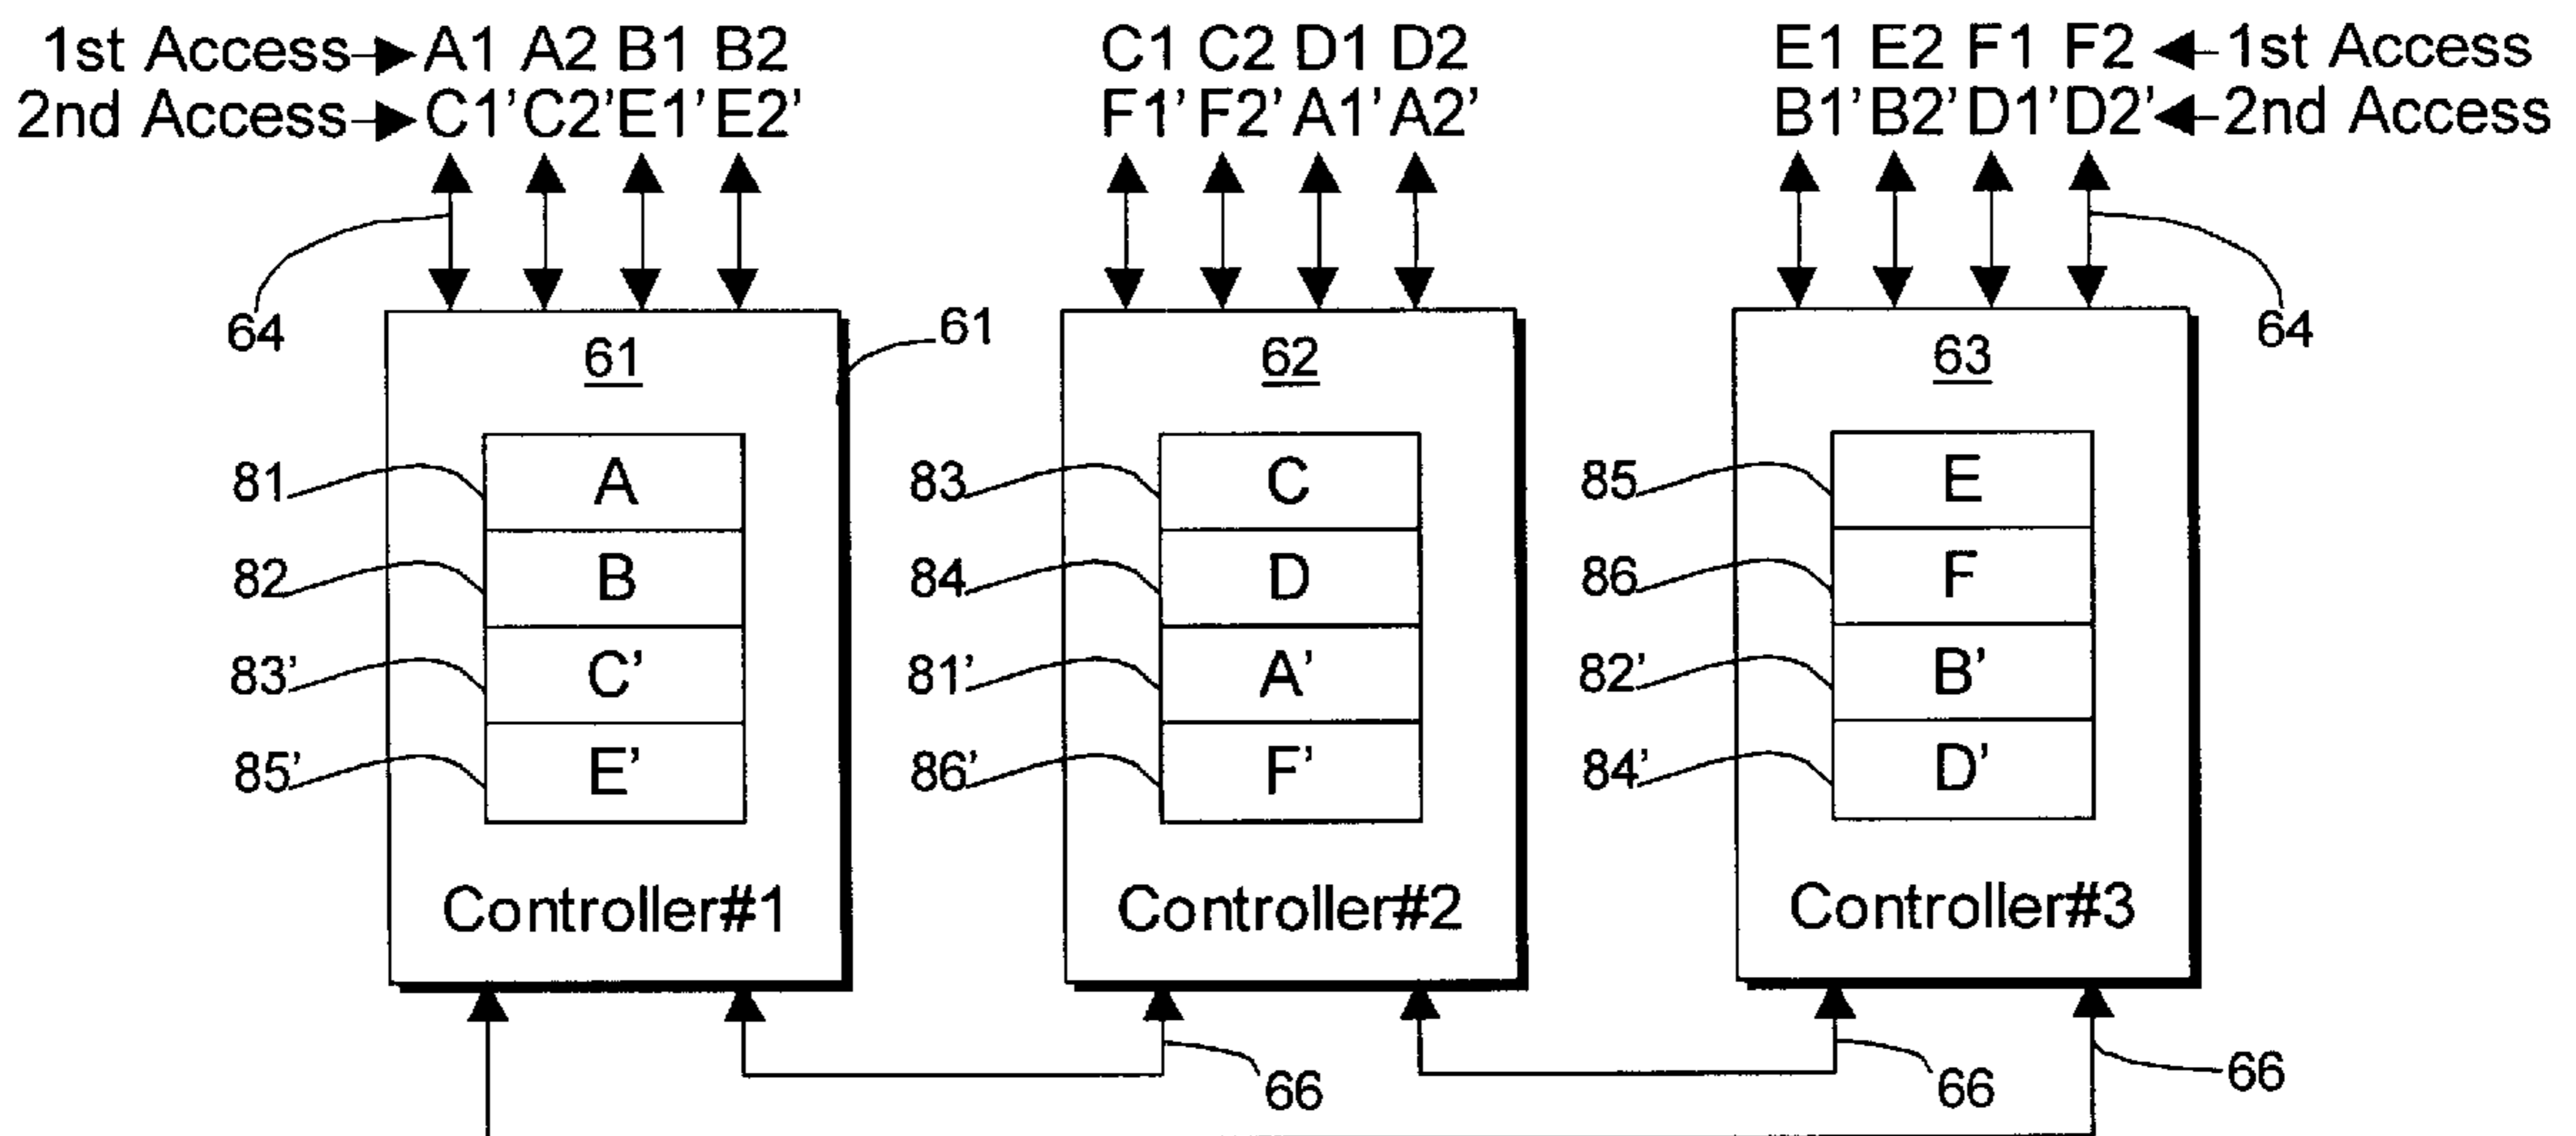 1st Access A1 A2 B1 B2
2nd Access C1' C2' E1' E2'
C1 C2 D1 D2
F1' F2' A1' A2'
E1 E2 F1 F2 1st Access
B1' B2' D1' D2' 2nd Access
64
61
61
81 A
82 B
83' C'
85' E'
Controller#1
62
83 C
84 D
81' A'
86' F'
Controller#2
64
63
85 E
86 F
82' B'
84' D'
Controller#3
66
66
66